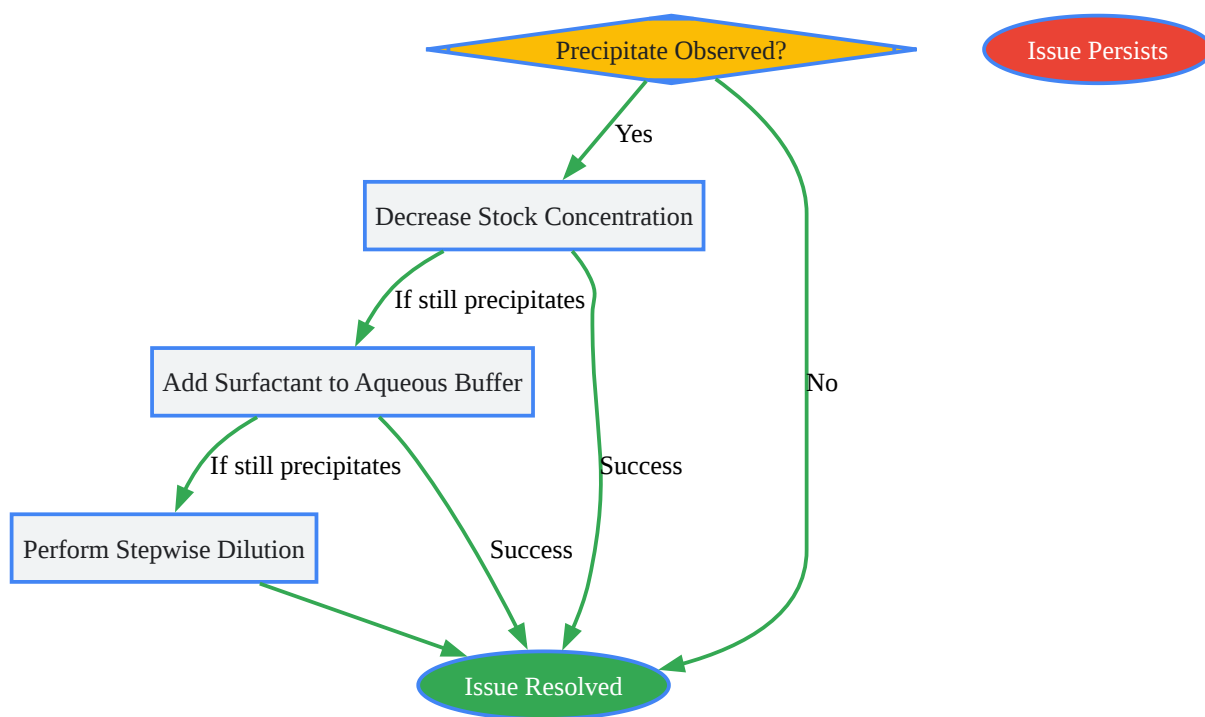 Precipitate Observed?
Issue Persists
Yes
Decrease Stock Concentration
If still precipitates
Add Surfactant to Aqueous Buffer
No
If still precipitates
Success
Perform Stepwise Dilution
Success
Issue Resolved